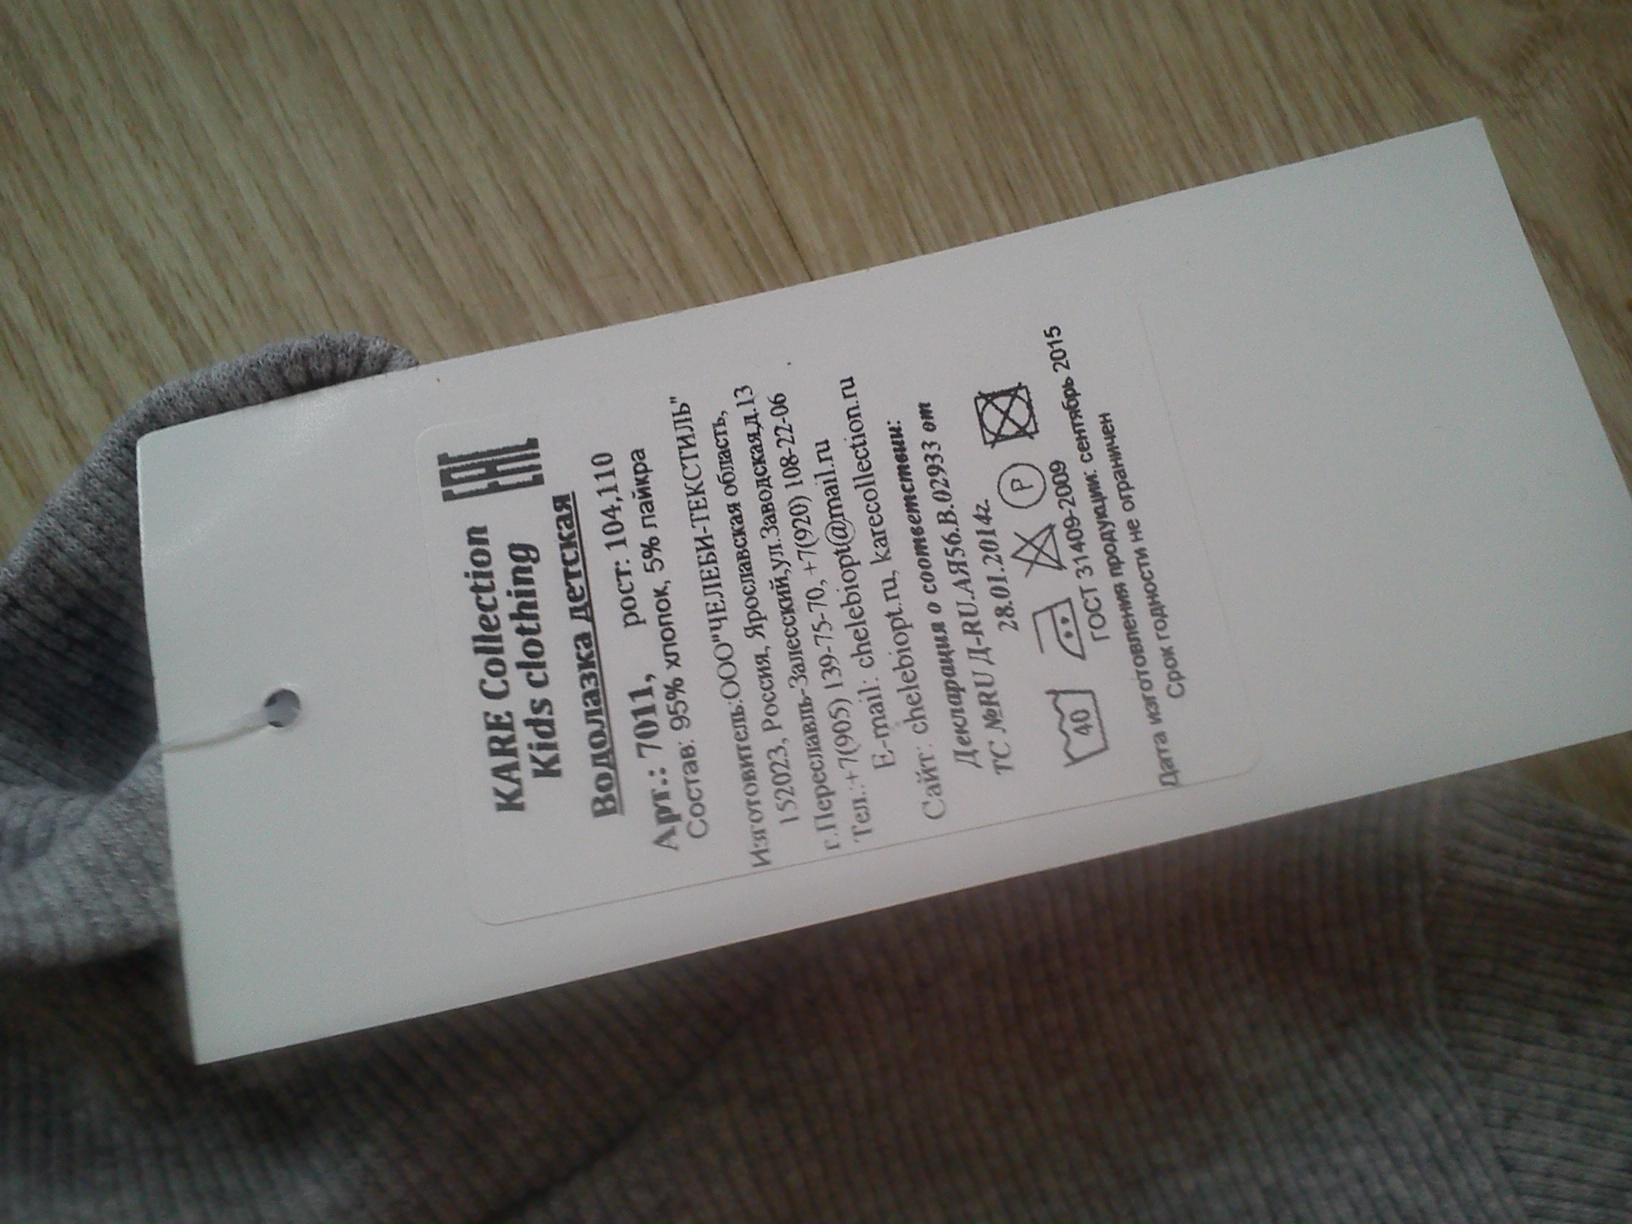 KARE Collection
Kids clothing
EAC
Водолазка детская
Арт.: 7011, рост: 104,110
Состав: 95% хлопок, 5% лайкра
Изготовитель:ООО"ЧЕЛЕБИ-ТЕКСТИЛЬ"
152023, Россия, Ярославская область,
г.Переславль-Залесский,ул.Заводская,д.13
Тел.:+7(905) 139-75-70, +7(920) 108-22-06
E-mail: chelebiopt@mail.ru
Сайт: chelebiopt.ru, karecollection.ru
Декларация о соответствии:
ТС №RU Д-RU.АЯ56.В.02933 от
28.01.2014г.
40 P
ГОСТ 31409-2009
Дата изготовления продукции: сентябрь 2015
Срок годности не ограничен